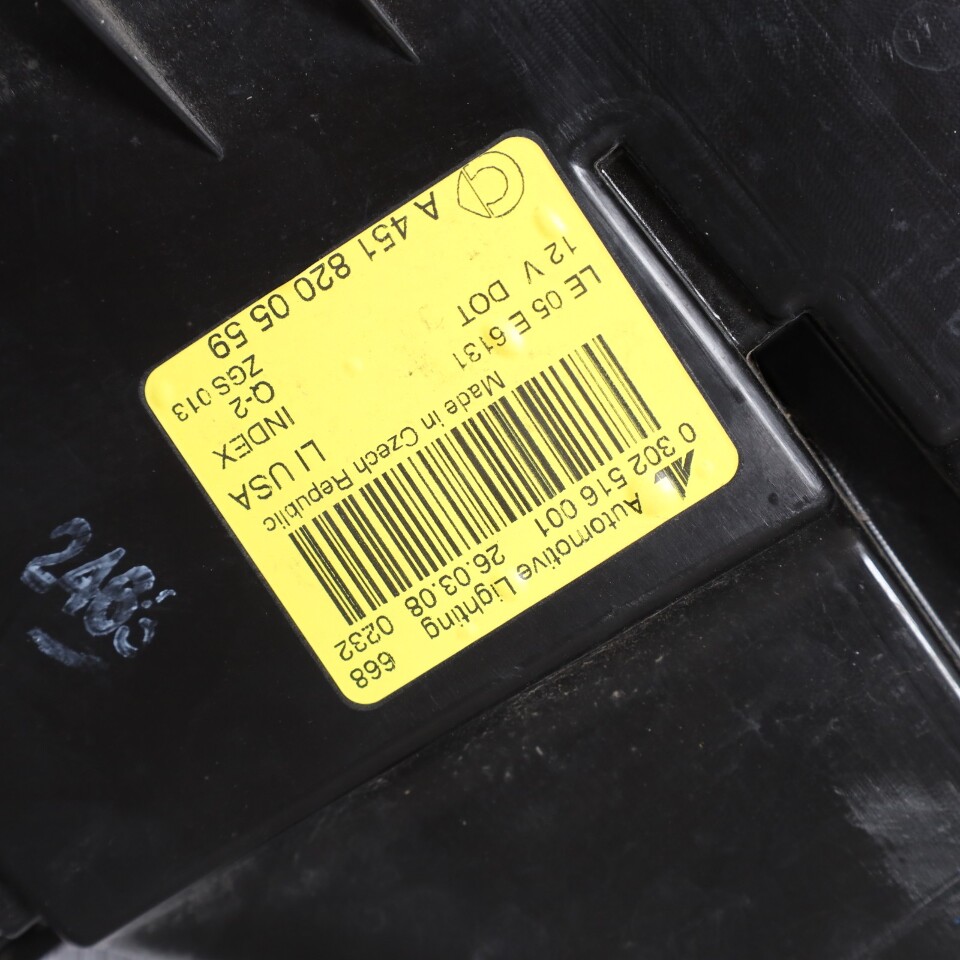 Automotive Lighting 668
0 302 516 001 26.03.08 0232
Made in Czech Republic
LE 05 E 6131 LI USA
12 V DOT INDEX
Q-2
ZGS 013
A 451 820 05 59